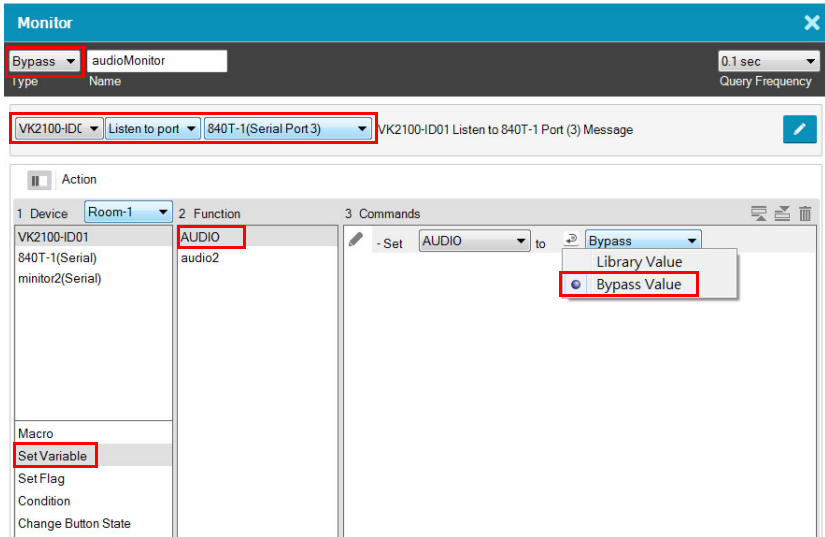 Monitor
Bypass audioMonitor 0.1 sec
Type Name Query Frequency
VK2100-ID( Listen to port 840T-1(Serial Port 3) VK2100-ID01 Listen to 840T-1 Port (3) Message
Action
1 Device Room-1 2 Function 3 Commands
VK2100-ID01 AUDIO - Set AUDIO to Bypass
840T-1(Serial) audio2 Library Value
minitor2(Serial) Bypass Value
Macro
Set Variable
Set Flag
Condition
Change Button State